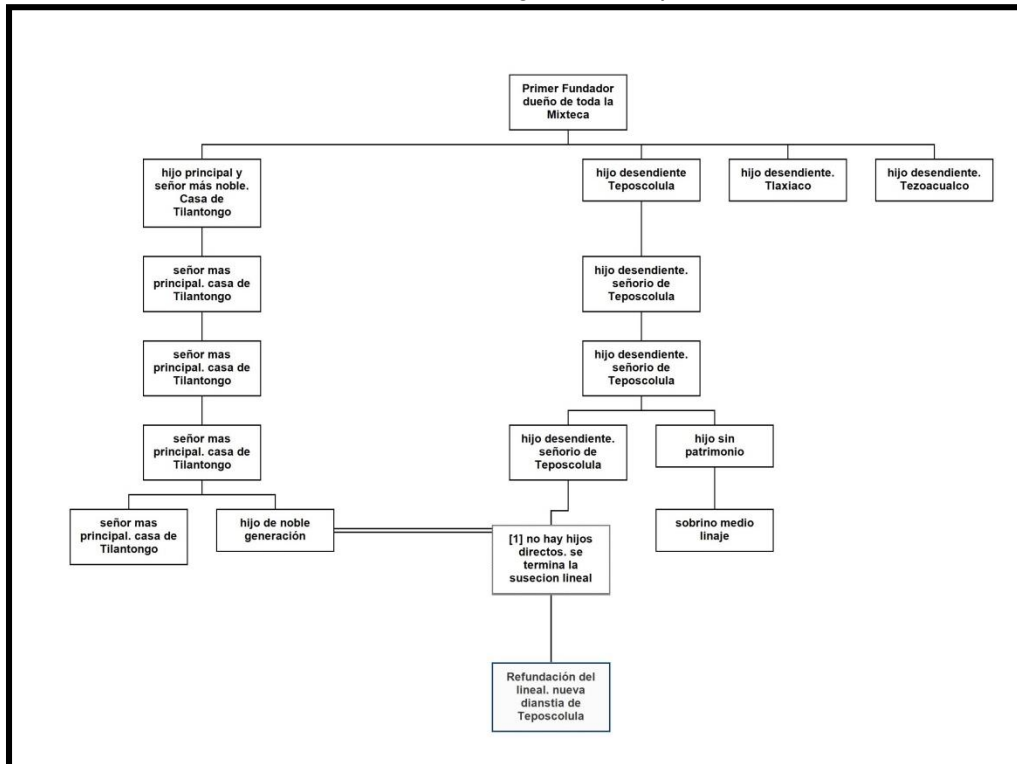 Primer Fundador
dueño de toda la
Mixteca
hijo principal y
señor más noble.
Casa de
Tilantongo
hijo desendiente
Teposcolula
hijo desendiente.
Tlaxiaco
hijo desendiente.
Tezoacualco
señor mas
principal. casa de
Tilantongo
hijo desendiente.
señorio de
Teposcolula
señor mas
principal. casa de
Tilantongo
hijo desendiente.
señorio de
Teposcolula
señor mas
principal. casa de
Tilantongo
hijo desendiente.
señorio de
Teposcolula
hijo sin
patrimonio
señor mas
principal. casa de
Tilantongo
hijo de noble
generación
[1] no hay hijos
directos. se
termina la
susecion lineal
sobrino medio
linaje
Refundación del
lineal. nueva
dianstia de
Teposcolula